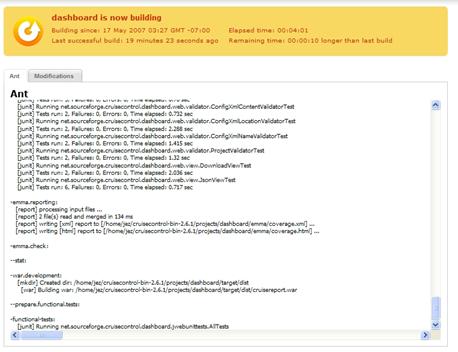 dashboard is now building
Building since: 17 May 2007 03:27 GMT -07:00 Elapsed time: 00:04:01
Last successful build: 19 minutes 23 seconds ago Remaining time: 00:00:10 longer than last build
Ant Modifications
Ant
[junit] Tests run: Failures: 0, Errors: 0, Time elapsed: sec
[junit] Running net.sourceforge.cruisecontrol.dashboard.web.validator.ConfigXmlContentValidatorTest
[junit] Tests run: 2, Failures: 0, Errors: 0, Time elapsed: 0.732 sec
[junit] Running net.sourceforge.cruisecontrol.dashboard.web.validator.ConfigXmlLocationValidatorTest
[junit] Tests run: 2, Failures: 0, Errors: 0, Time elapsed: 2.288 sec
[junit] Running net.sourceforge.cruisecontrol.dashboard.web.validator.ConfigXmlNameValidatorTest
[junit] Tests run: 2, Failures: 0, Errors: 0, Time elapsed: 1.415 sec
[junit] Running net.sourceforge.cruisecontrol.dashboard.web.validator.ProjectValidatorTest
[junit] Tests run: 2, Failures: 0, Errors: 0, Time elapsed: 1.32 sec
[junit] Running net.sourceforge.cruisecontrol.dashboard.web.view.DownloadViewTest
[junit] Tests run: 2, Failures: 0, Errors: 0, Time elapsed: 2.036 sec
[junit] Running net.sourceforge.cruisecontrol.dashboard.web.view.JsonViewTest
[junit] Tests run: 6, Failures: 0, Errors: 0, Time elapsed: 0.717 sec
-emma.reporting:
[report] processing input files ...
[report] 2 file(s) read and merged in 134 ms
[report] writing [xml] report to [/home/jez/cruisecontrol-bin-2.6.1/projects/dashboard/emma/coverage.xml] ...
[report] writing [html] report to [/home/jez/cruisecontrol-bin-2.6.1/projects/dashboard/emma/coverage.html] ...
-emma.check:
--stat:
-war.development:
[mkdir] Created dir: /home/jez/cruisecontrol-bin-2.6.1/projects/dashboard/target/dist
[war] Building war: /home/jez/cruisecontrol-bin-2.6.1/projects/dashboard/target/dist/cruisereport.war
--prepare.functional.tests:
-functional-tests:
[junit] Running net.sourceforge.cruisecontrol.dashboard.jwebunittests.AllTests